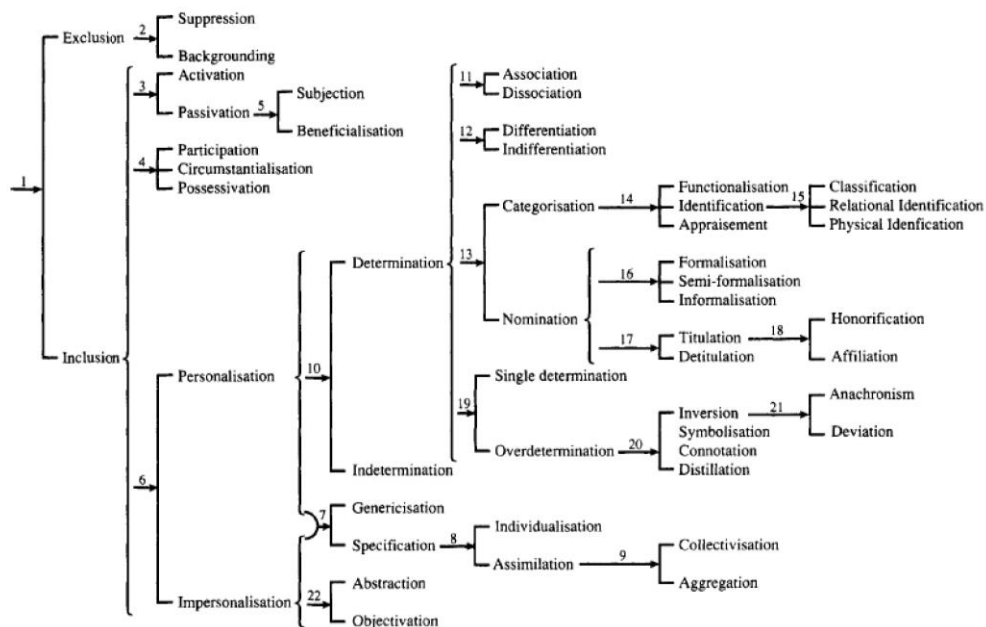 Suppression
Exclusion 2
Backgrounding
Activation
3
Passivation 5
Subjection
Beneficialisation
Participation
4 Circumstantialisation
Possessivation
1
Inclusion
6
Personalisation
Impersonalisation
10
Determination
Indetermination
11 Association
Dissociation
12 Differentiation
Indifferentiation
13
Categorisation 14
Functionalisation
Identification 15
Appraisement
Classification
Relational Identification
Physical Idenfication
Nomination
16
Formalisation
Semi-formalisation
Informalisation
17
Titulation 18
Detitulation
Honorification
Affiliation
19
Single determination
Overdetermination 20
Inversion 21
Symbolisation
Connotation
Distillation
Anachronism
Deviation
7
Genericisation
Specification 8
Individualisation
Assimilation 9
Collectivisation
Aggregation
22
Abstraction
Objectivation